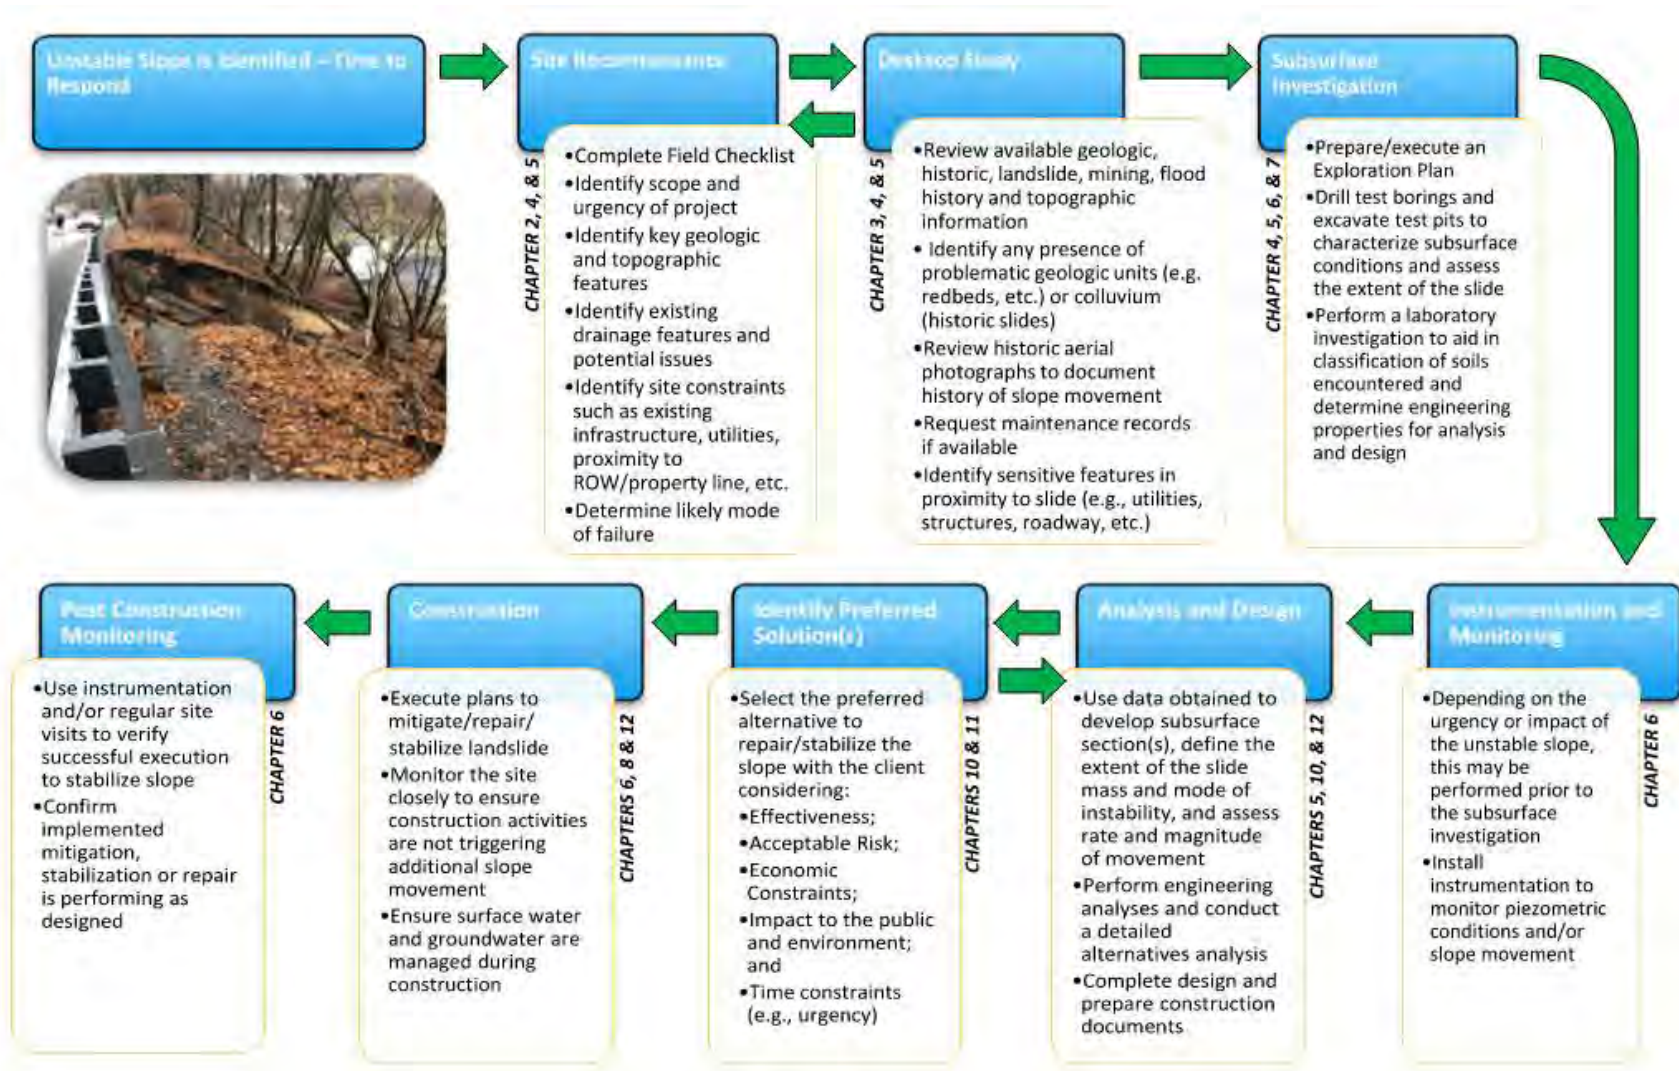 Unstable Slope is Identified – Time to
Respond
Site Reconnaissance
CHAPTER 2, 4, & 5
•Complete Field Checklist
•Identify scope and
urgency of project
•Identify key geologic
and topographic
features
•Identify existing
drainage features and
potential issues
•Identify site constraints
such as existing
infrastructure, utilities,
proximity to
ROW/property line, etc.
•Determine likely mode
of failure
Desktop Study
CHAPTER 3, 4, & 5
•Review available geologic,
historic, landslide, mining, flood
history and topographic
information
• Identify any presence of
problematic geologic units (e.g.
redbeds, etc.) or colluvium
(historic slides)
•Review historic aerial
photographs to document
history of slope movement
•Request maintenance records
if available
•Identify sensitive features in
proximity to slide (e.g., utilities,
structures, roadway, etc.)
Subsurface
Investigation
CHAPTER 4, 5, 6, & 7
•Prepare/execute an
Exploration Plan
•Drill test borings and
excavate test pits to
characterize subsurface
conditions and assess
the extent of the slide
•Perform a laboratory
investigation to aid in
classification of soils
encountered and
determine engineering
properties for analysis
and design
Instrumentation and
Monitoring
•Depending on the
urgency or impact of
the unstable slope,
this may be
performed prior to
the subsurface
investigation
•Install
instrumentation to
monitor piezometric
conditions and/or
slope movement
CHAPTER 6
Analysis and Design
•Use data obtained to
develop subsurface
section(s), define the
extent of the slide
mass and mode of
instability, and assess
rate and magnitude
of movement
•Perform engineering
analyses and conduct
a detailed
alternatives analysis
•Complete design and
prepare construction
documents
CHAPTERS 5, 10, & 12
Identify Preferred
Solution(s)
•Select the preferred
alternative to
repair/stabilize the
slope with the client
considering:
•Effectiveness;
•Acceptable Risk;
•Economic
Constraints;
•Impact to the public
and environment;
and
•Time constraints
(e.g., urgency)
CHAPTERS 10 & 11
Construction
•Execute plans to
mitigate/repair/
stabilize landslide
•Monitor the site
closely to ensure
construction activities
are not triggering
additional slope
movement
•Ensure surface water
and groundwater are
managed during
construction
CHAPTERS 6, 8 & 12
Post Construction
Monitoring
•Use instrumentation
and/or regular site
visits to verify
successful execution
to stabilize slope
•Confirm
implemented
mitigation,
stabilization or repair
is performing as
designed
CHAPTER 6